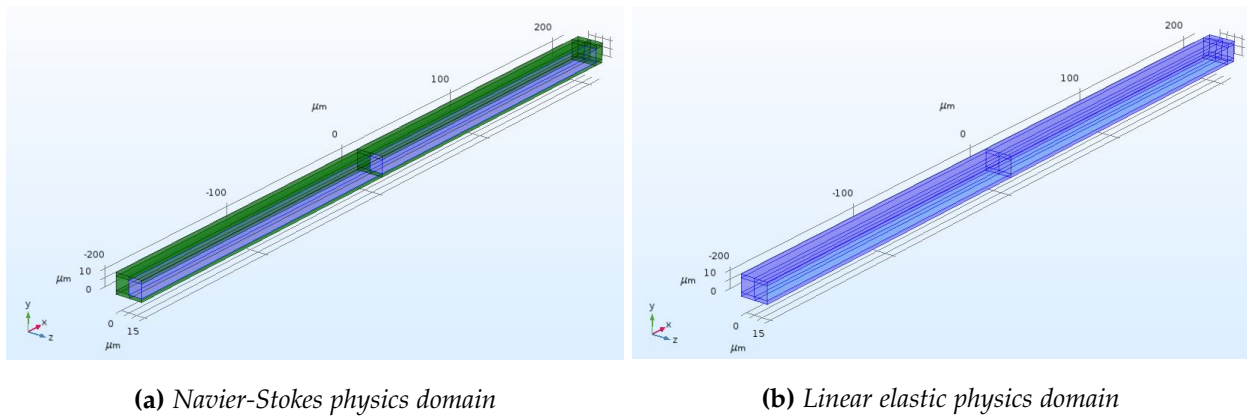 200
100
μm
0
-100
-200
10
μm
0
y
x
z
0
15
μm
200
100
μm
0
-100
-200
10
μm
0
y
x
z
0
15
μm
(a) Navier-Stokes physics domain
(b) Linear elastic physics domain